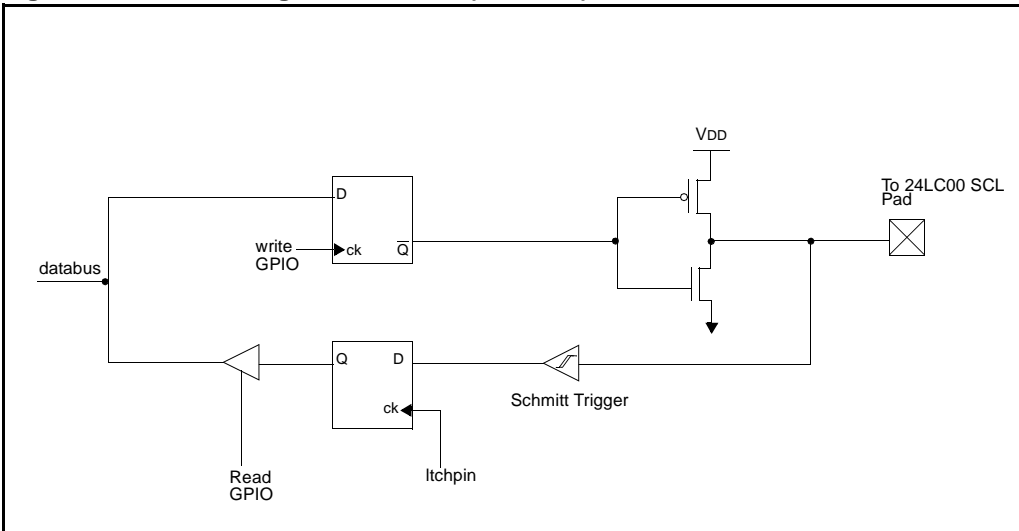 VDD
To 24LC00 SCL
Pad
D
write
GPIO
ck
Q
databus
Q
D
Schmitt Trigger
ck
Read
GPIO
ltchpin